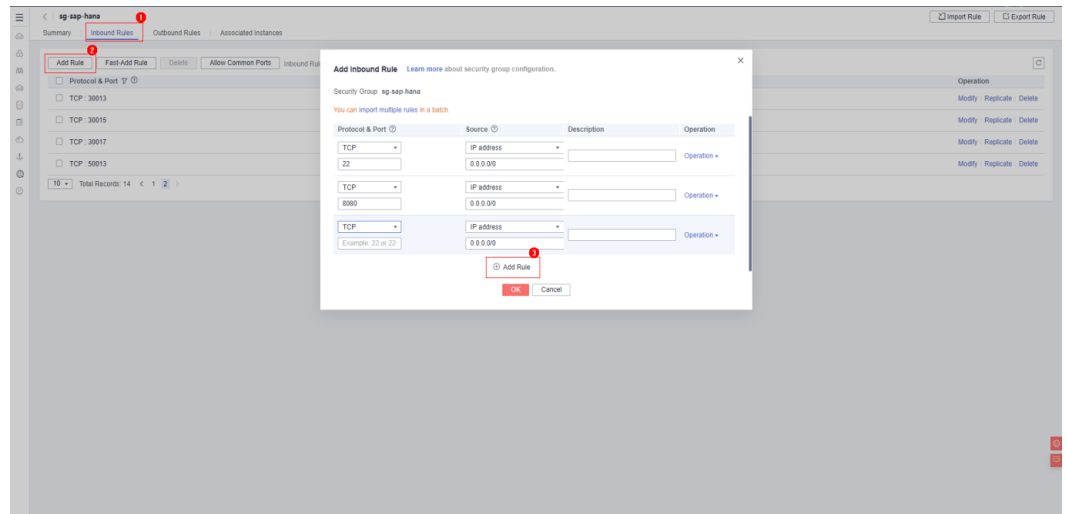 sg-sap-hana
Import Rule
Export Rule
1
Summary
Inbound Rules
Outbound Rules
Associated Instances
2
Add Rule
Fast-Add Rule
Delete
Allow Common Ports
Inbound Rul
Protocol & Port
Operation
TCP : 30013
Modify
Replicate
Delete
TCP : 30015
Modify
Replicate
Delete
TCP : 30017
Modify
Replicate
Delete
TCP : 50013
Modify
Replicate
Delete
10
Total Records: 14
<
1
2
>
Add Inbound Rule
Learn more about security group configuration.
Security Group sg-sap-hana
You can import multiple rules in a batch.
Protocol & Port
Source
Description
Operation
TCP
IP address
22
0.0.0.0/0
Operation
TCP
IP address
8080
0.0.0.0/0
Operation
TCP
IP address
Example: 22 or 22
0.0.0.0/0
Operation
3
Add Rule
OK
Cancel